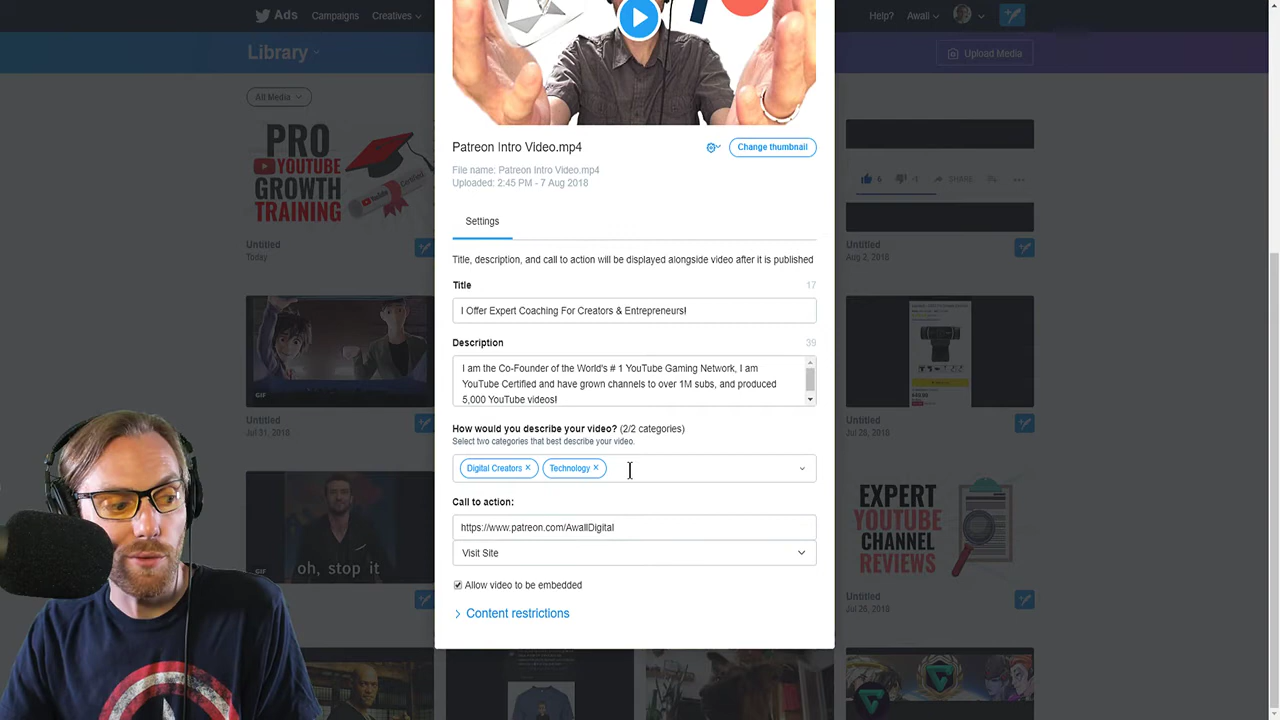 Ads Campaigns Creatives Help? Awall
Library Upload Media
All Media
PRO
YOUTUBE
GROWTH
TRAINING
YouTube
Certified
Untitled
Today
6 -1 SHARE
Untitled
Aug 2, 2018
Patreon Intro Video.mp4 Change thumbnail
File name: Patreon Intro Video.mp4
Uploaded: 2:45 PM - 7 Aug 2018
Settings
Title, description, and call to action will be displayed alongside video after it is published
Title 17
I Offer Expert Coaching For Creators & Entrepreneurs!
Description 39
I am the Co-Founder of the World's # 1 YouTube Gaming Network, I am
YouTube Certified and have grown channels to over 1M subs, and produced
5,000 YouTube videos!
How would you describe your video? (2/2 categories)
Select two categories that best describe your video.
Digital Creators × Technology ×
Call to action:
https://www.patreon.com/AwallDigital
Visit Site
Allow video to be embedded
Content restrictions
GIF
Untitled
Jul 31, 2018
Untitled
Jul 28, 2018
oh, stop it
GIF
EXPERT
YOUTUBE
CHANNEL
REVIEWS
Untitled
Jul 26, 2018